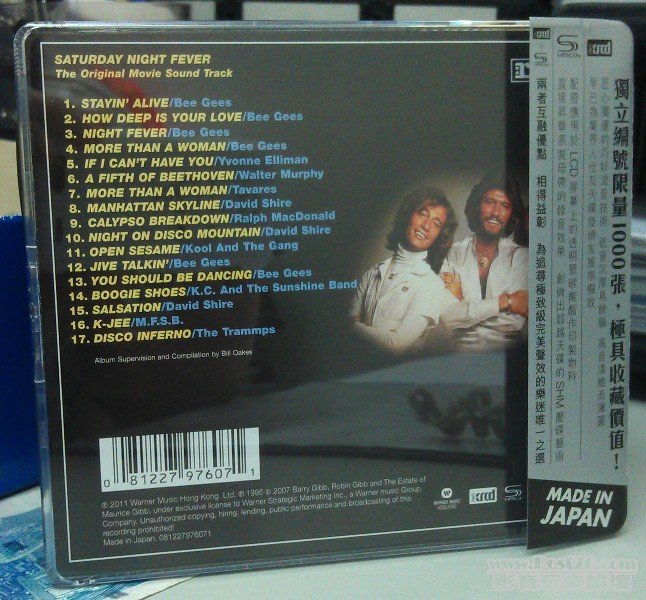 SATURDAY NIGHT FEVER
The Original Movie Sound Track
1. STAYIN' ALIVE/Bee Gees
2. HOW DEEP IS YOUR LOVE/Bee Gees
3. NIGHT FEVER/Bee Gees
4. MORE THAN A WOMAN/Bee Gees
5. IF I CAN'T HAVE YOU/Yvonne Elliman
6. A FIFTH OF BEETHOVEN/Walter Murphy
7. MORE THAN A WOMAN/Tavares
8. MANHATTAN SKYLINE/David Shire
9. CALYPSO BREAKDOWN/Ralph MacDonald
10. NIGHT ON DISCO MOUNTAIN/David Shire
11. OPEN SESAME/Kool And The Gang
12. JIVE TALKIN'/Bee Gees
13. YOU SHOULD BE DANCING/Bee Gees
14. BOOGIE SHOES/K.C. And The Sunshine Band
15. SALSATION/David Shire
16. K-JEE/M.F.S.B.
17. DISCO INFERNO/The Trammps
Album Supervision and Compilation by Bill Oakes
0 81227 97607 1
℗ 2011 Warner Music Hong Kong Ltd. ℗ 1995 © 2007 Barry Gibb, Robin Gibb and The Estate of
Maurice Gibb, under exclusive license to Warner Strategic Marketing Inc., a Warner music Group
Company. Unauthorized copying, hiring, lending, public performance and broadcasting of this
recording prohibited!
Made in Japan. 081227976071
xrcd
獨立編號限量1000張，極具收藏價值！
兩者互融優點 相得益彰 為追尋極致級完美聲效的樂迷唯一之選
MADE IN
JAPAN
www.Post76.com